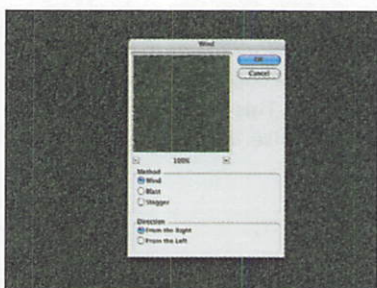 Wind
OK
Cancel
100%
Method
Wind
Blast
Stagger
Direction
From the Right
From the Left